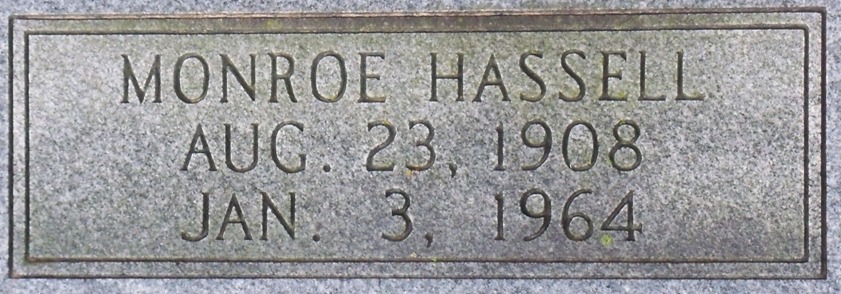 MONROE HASSELL
AUG. 23, 1908
JAN. 3, 1964